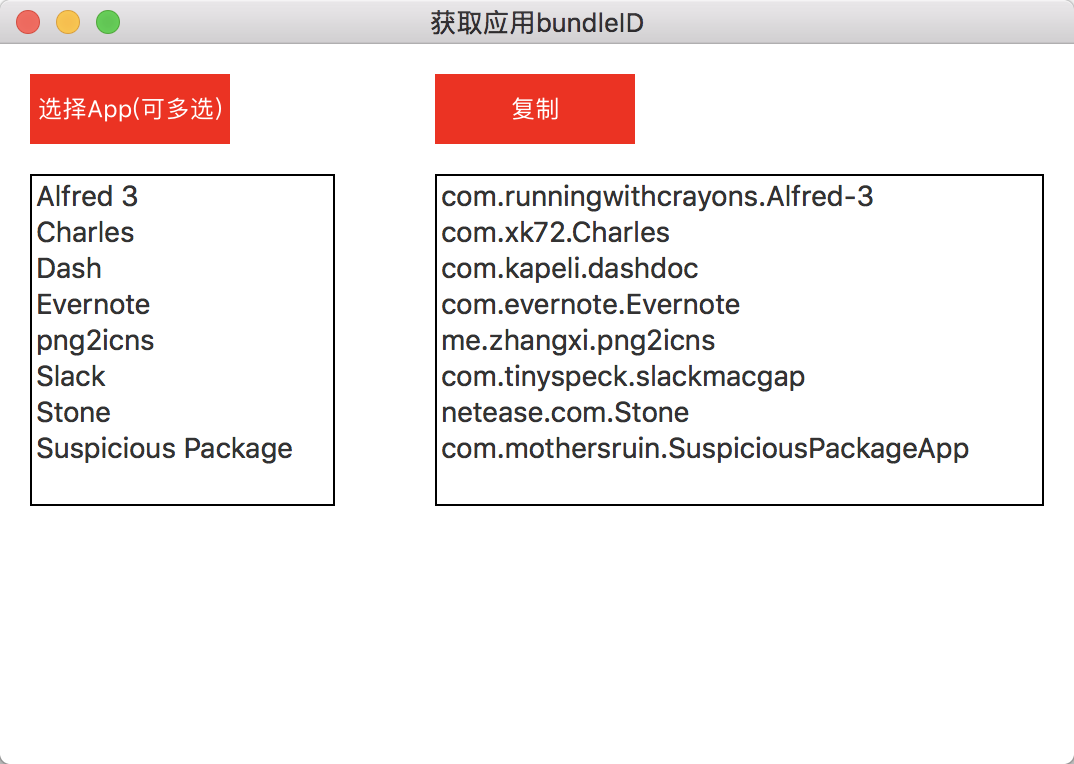 获取应用bundleID
选择App(可多选)
复制
Alfred 3
Charles
Dash
Evernote
png2icns
Slack
Stone
Suspicious Package
com.runningwithcrayons.Alfred-3
com.xk72.Charles
com.kapeli.dashdoc
com.evernote.Evernote
me.zhangxi.png2icns
com.tinyspeck.slackmacgap
netease.com.Stone
com.mothersruin.SuspiciousPackageApp